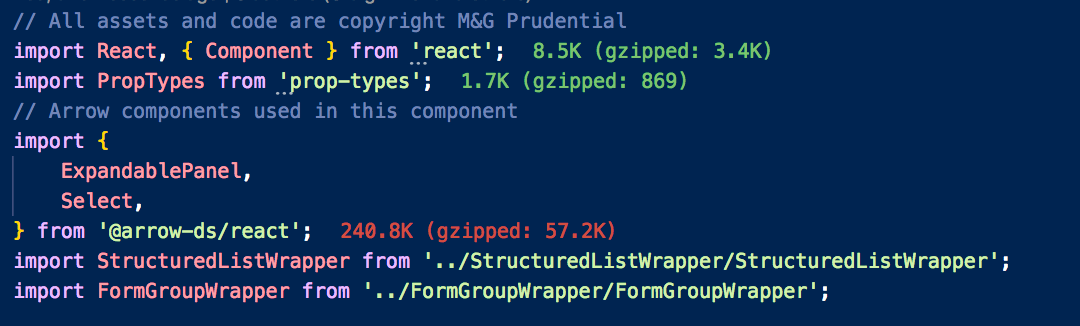 // All assets and code are copyright M&G Prudential
import React, { Component } from 'react';  8.5K (gzipped: 3.4K)
import PropTypes from 'prop-types';  1.7K (gzipped: 869)
// Arrow components used in this component
import {
    ExpandablePanel,
    Select,
} from '@arrow-ds/react';  240.8K (gzipped: 57.2K)
import StructuredListWrapper from '../StructuredListWrapper/StructuredListWrapper';
import FormGroupWrapper from '../FormGroupWrapper/FormGroupWrapper';